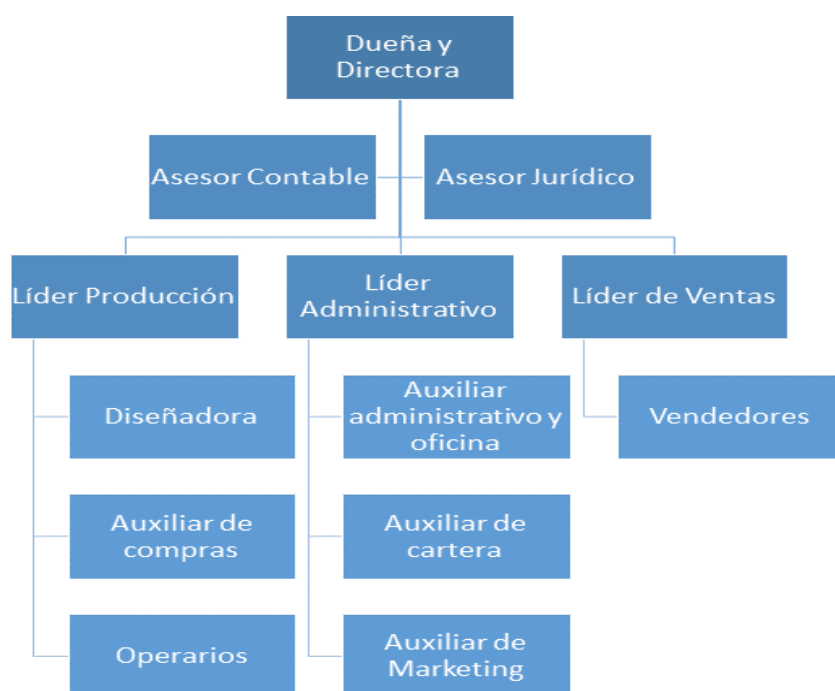 Dueña y
Directora
Asesor Contable
Asesor Jurídico
Líder Producción
Líder
Administrativo
Líder de Ventas
Diseñadora
Auxiliar
administrativo y
oficina
Vendedores
Auxiliar de
compras
Auxiliar de
cartera
Operarios
Auxiliar de
Marketing